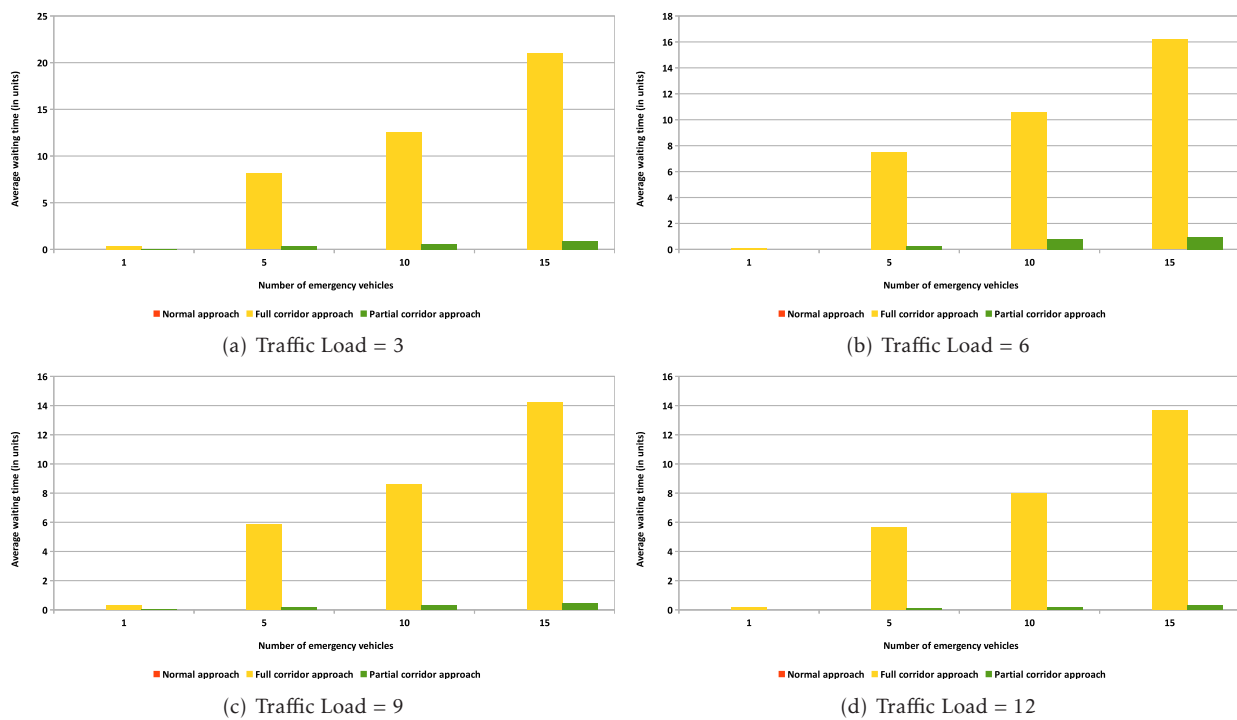 Average waiting time (in units)
25
20
15
10
5
0
1 5 10 15
Number of emergency vehicles
Normal approach Full corridor approach Partial corridor approach
(a) Traffic Load = 3
Average waiting time (in units)
18
16
14
12
10
8
6
4
2
0
1 5 10 15
Number of emergency vehicles
Normal approach Full corridor approach Partial corridor approach
(b) Traffic Load = 6
Average waiting time (in units)
16
14
12
10
8
6
4
2
0
1 5 10 15
Number of emergency vehicles
Normal approach Full corridor approach Partial corridor approach
(c) Traffic Load = 9
Average waiting time (in units)
16
14
12
10
8
6
4
2
0
1 5 10 15
Number of emergency vehicles
Normal approach Full corridor approach Partial corridor approach
(d) Traffic Load = 12